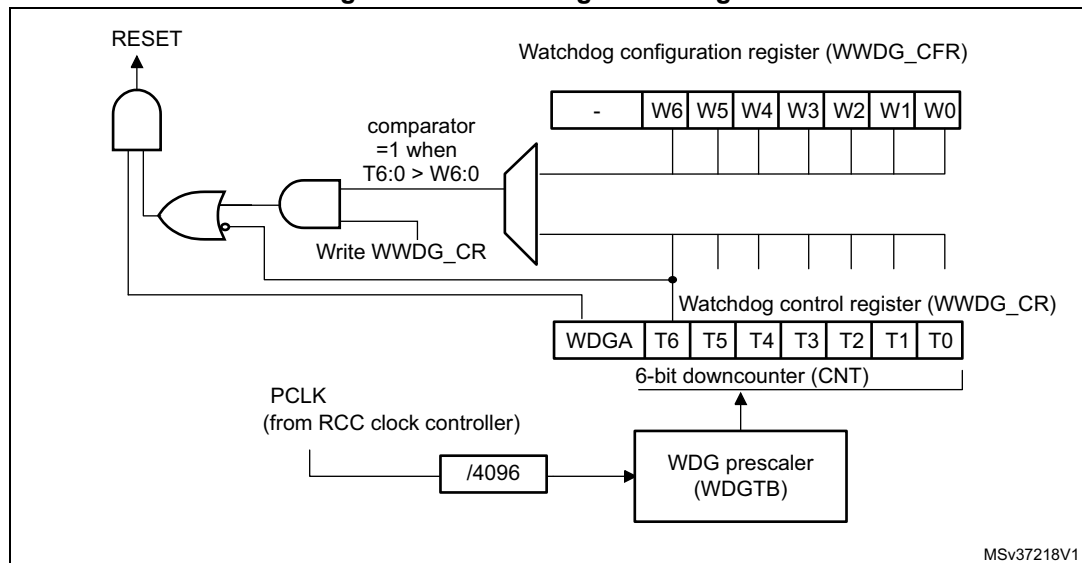 RESET
Watchdog configuration register (WWDG_CFR)
- W6 W5 W4 W3 W2 W1 W0
comparator
=1 when
T6:0 > W6:0
Write WWDG_CR
Watchdog control register (WWDG_CR)
WDGA T6 T5 T4 T3 T2 T1 T0
6-bit downcounter (CNT)
PCLK
(from RCC clock controller)
/4096
WDG prescaler
(WDGTB)
MSv37218V1